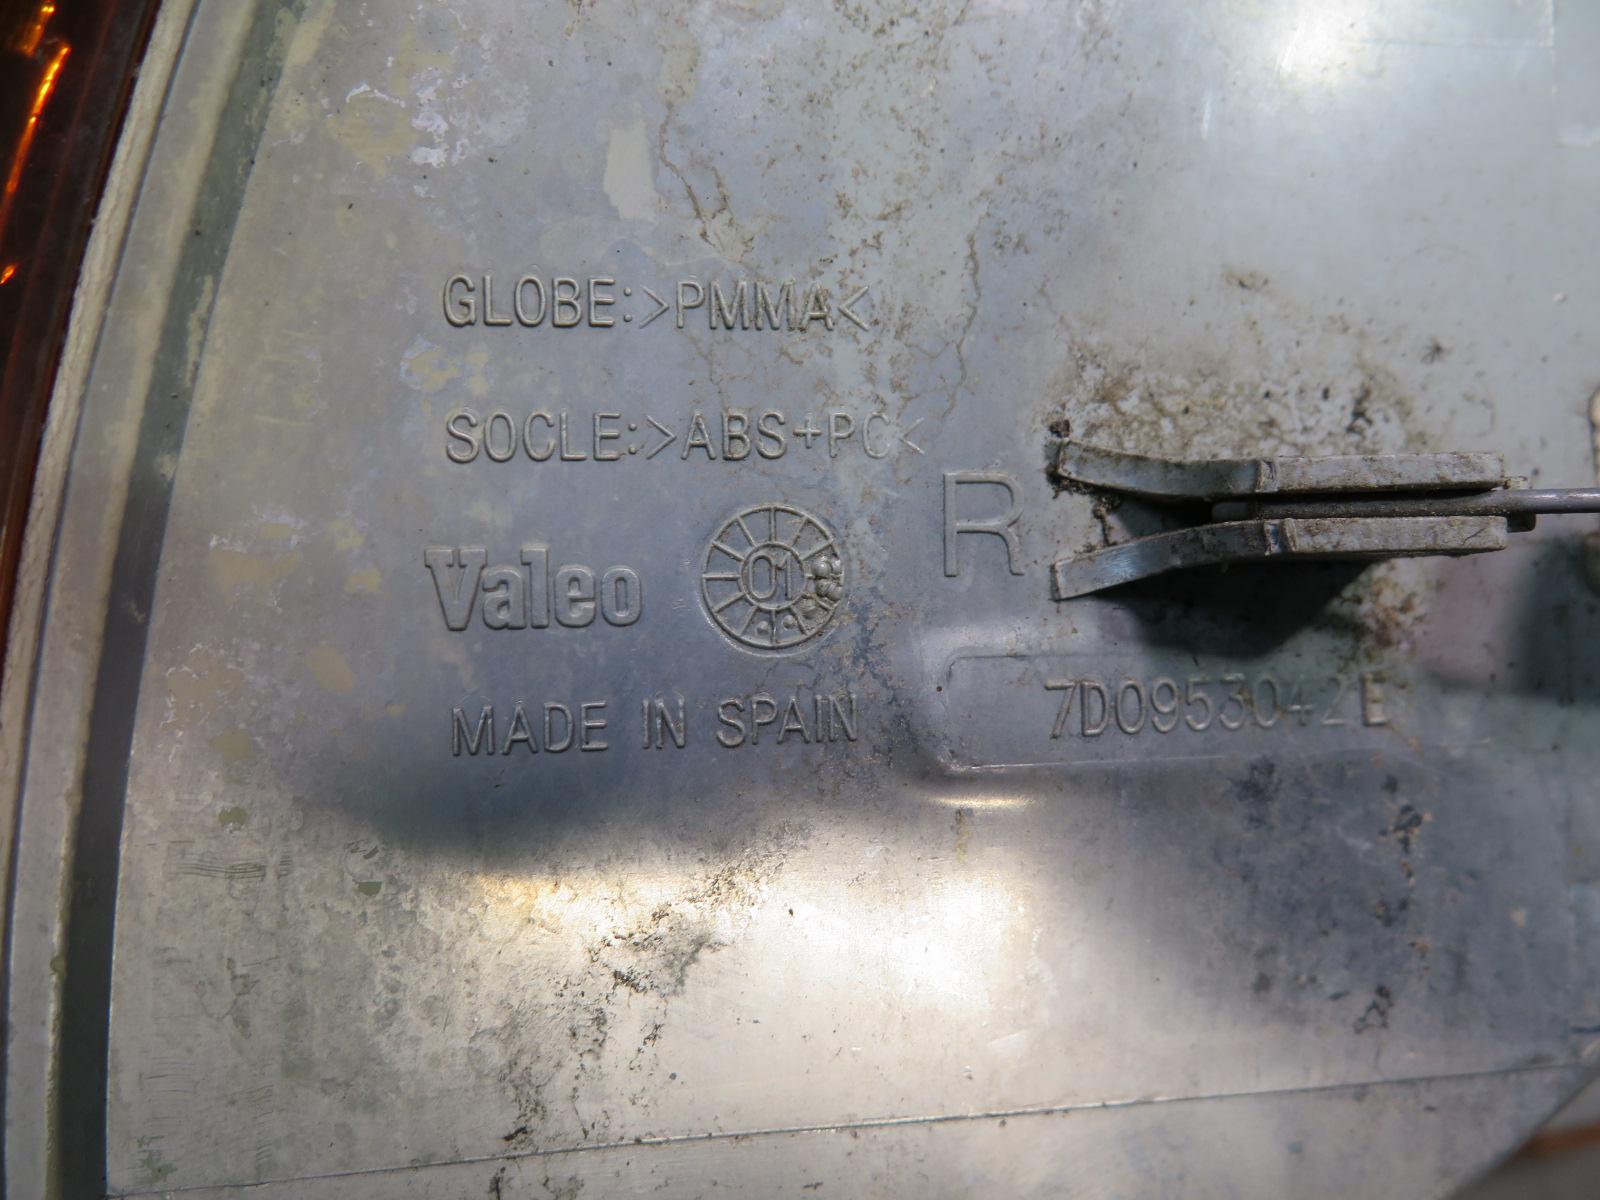 GLOBE:>PMMA<
SOCLE:>ABS+PC<
R
Valeo
01
MADE IN SPAIN
7D0953042E